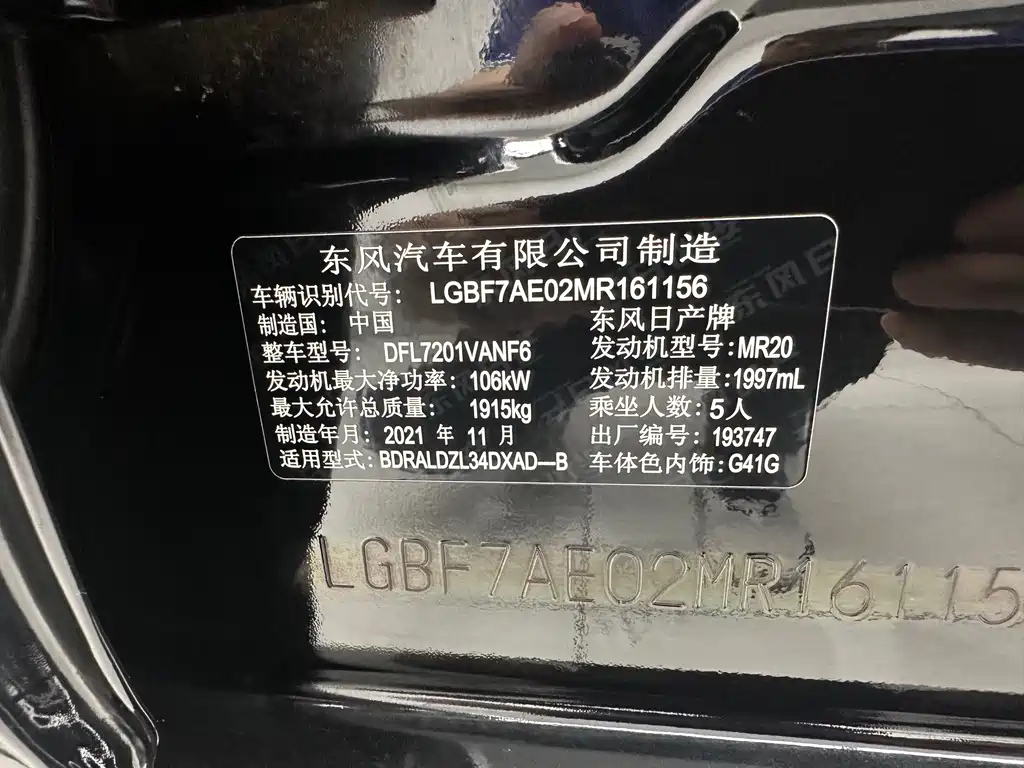 东风汽车有限公司制造
车辆识别代号： LGBF7AE02MR161156
制造国： 中国 东风日产牌
整车型号： DFL7201VANF6 发动机型号:MR20
发动机最大净功率： 106kW 发动机排量:1997mL
最大允许总质量： 1915kg 乘坐人数: 5人
制造年月: 2021 年 11 月 出厂编号: 193747
适用型式: BDRALDZL34DXAD—B 车体色内饰:G41G
LGBF7AE02MR16115